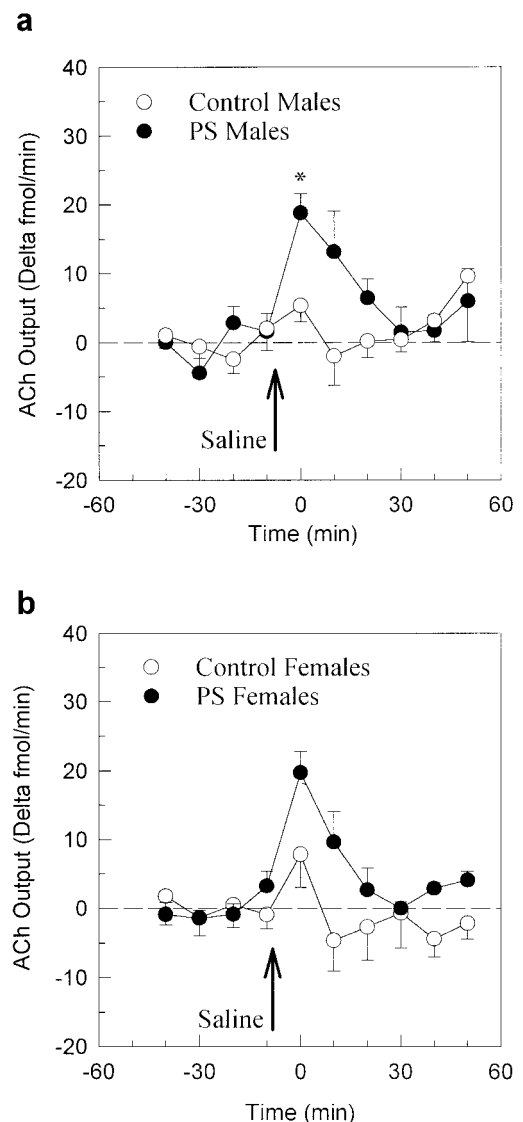 a
40
Control Males
PS Males
30
*
20
10
0
-10
Saline
-20
-60
-30
0
30
60
Time (min)
ACh Output (Delta fmol/min)
b
40
Control Females
PS Females
30
20
10
0
-10
Saline
-20
-60
-30
0
30
60
Time (min)
ACh Output (Delta fmol/min)